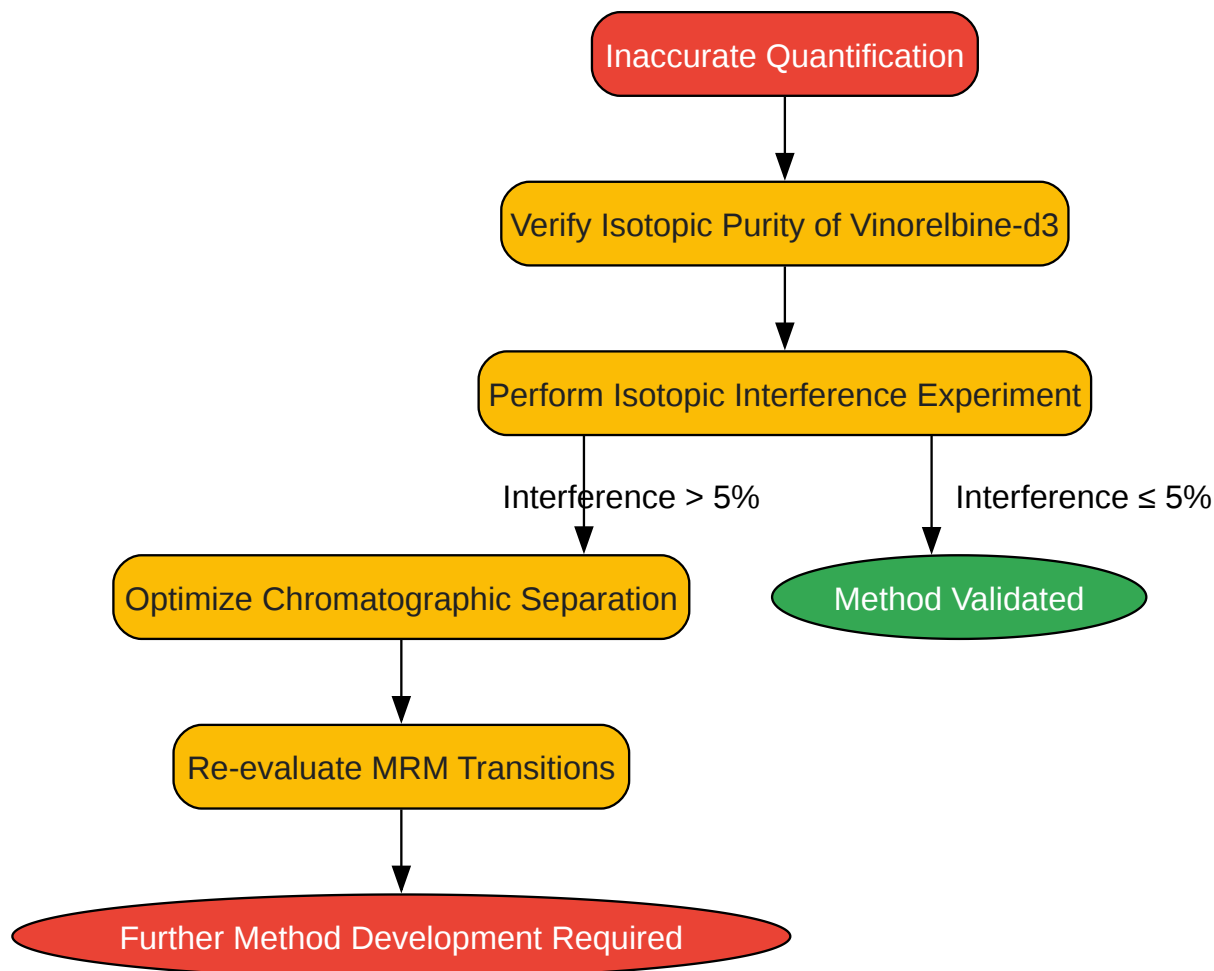 Inaccurate Quantification
Verify Isotopic Purity of Vinorelbine-d3
Perform Isotopic Interference Experiment
Interference > 5%
Interference ≤ 5%
Optimize Chromatographic Separation
Method Validated
Re-evaluate MRM Transitions
Further Method Development Required